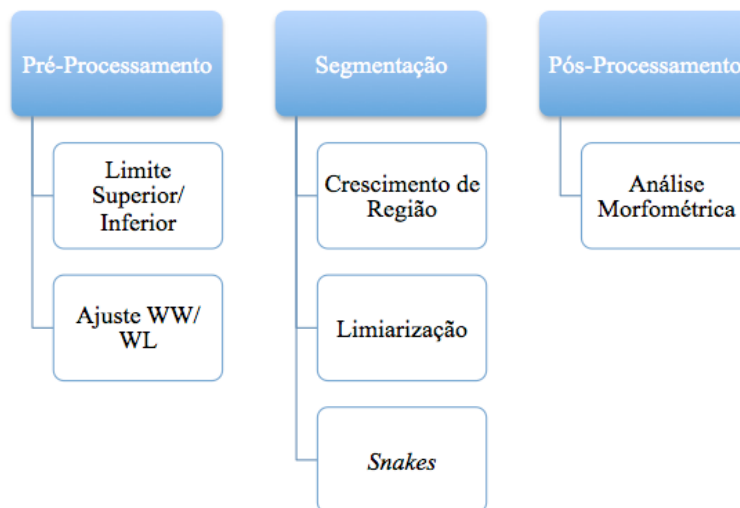 Pré-Processamento
Limite
Superior/
Inferior
Ajuste WW/
WL
Segmentação
Crescimento de
Região
Limiarização
Snakes
Pós-Processamento
Análise
Morfométrica